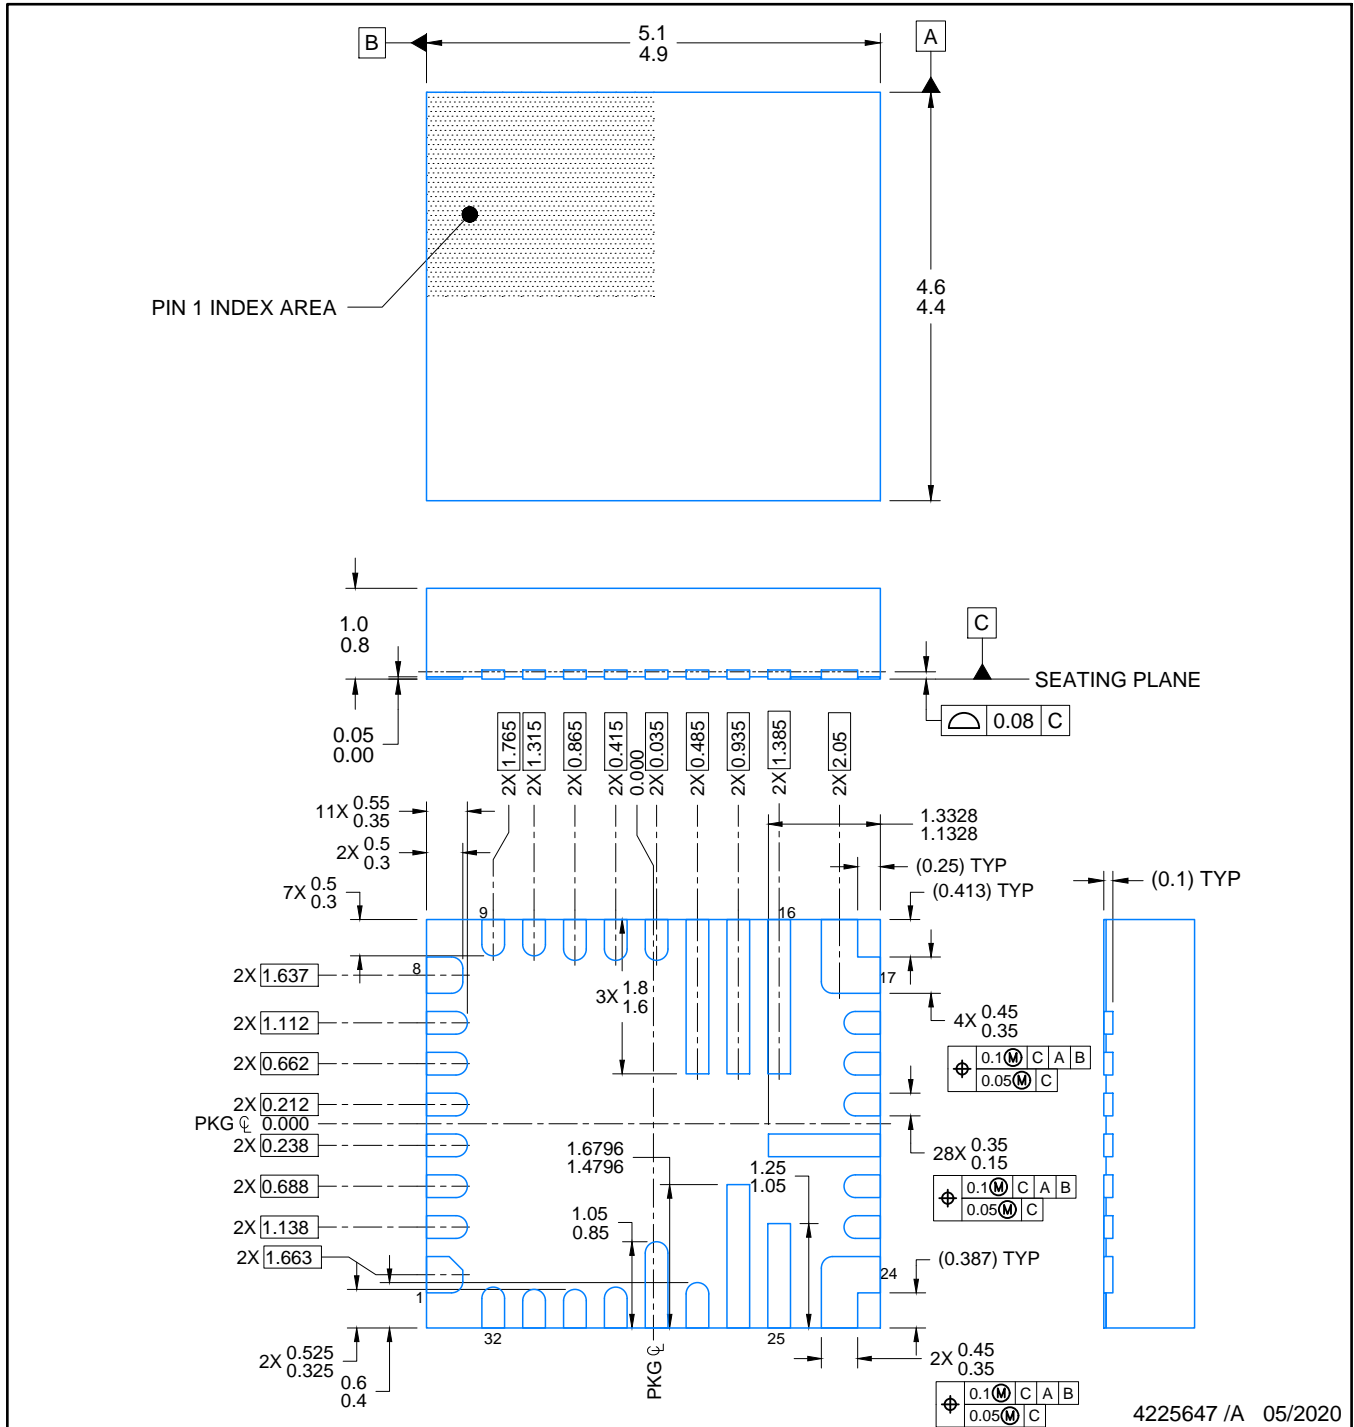 B
5.1
4.9
A
PIN 1 INDEX AREA
4.6
4.4
1.0
0.8
C
SEATING PLANE
0.08 C
0.05
0.00
2X 1.765
2X 1.315
2X 0.865
2X 0.415
0.000
2X 0.035
2X 0.485
2X 0.935
2X 1.385
2X 2.05
11X 0.55
0.35
2X 0.5
0.3
7X 0.5
0.3
1.3328
1.1328
(0.25) TYP
(0.413) TYP
(0.1) TYP
9
16
8
17
2X 1.637
3X 1.8
1.6
4X 0.45
0.35
2X 1.112
0.1 M C A B
0.05 M C
2X 0.662
2X 0.212
PKG ℄ 0.000
2X 0.238
28X 0.35
0.15
1.6796
1.4796
1.25
1.05
2X 0.688
0.1 M C A B
0.05 M C
2X 1.138
1.05
0.85
2X 1.663
(0.387) TYP
24
1
32
25
2X 0.525
0.325
0.6
0.4
PKG ℄
2X 0.45
0.35
0.1 M C A B
0.05 M C
4225647 /A 05/2020